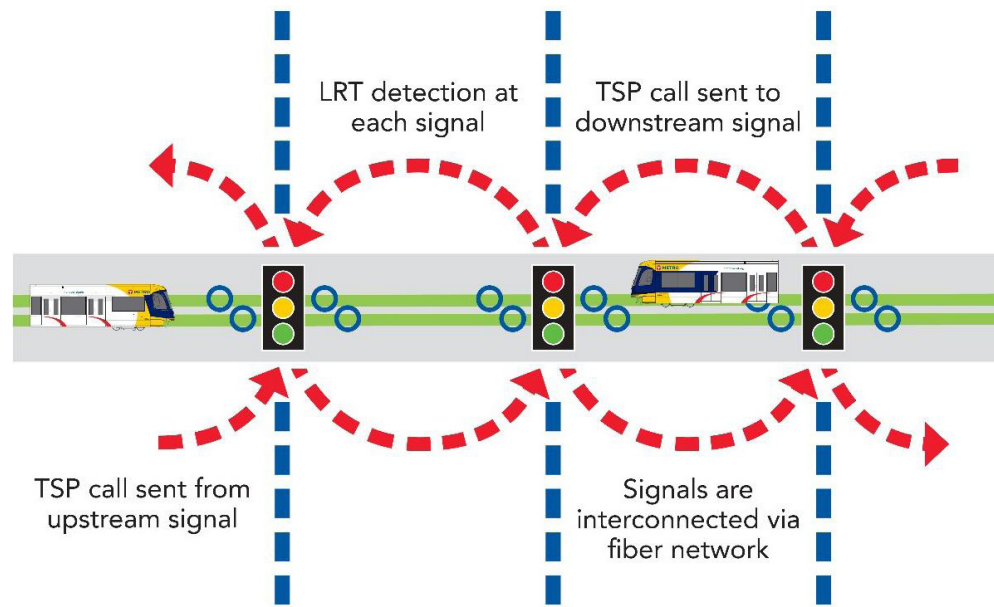 LRT detection at
each signal
TSP call sent to
downstream signal
TSP call sent from
upstream signal
Signals are
interconnected via
fiber network